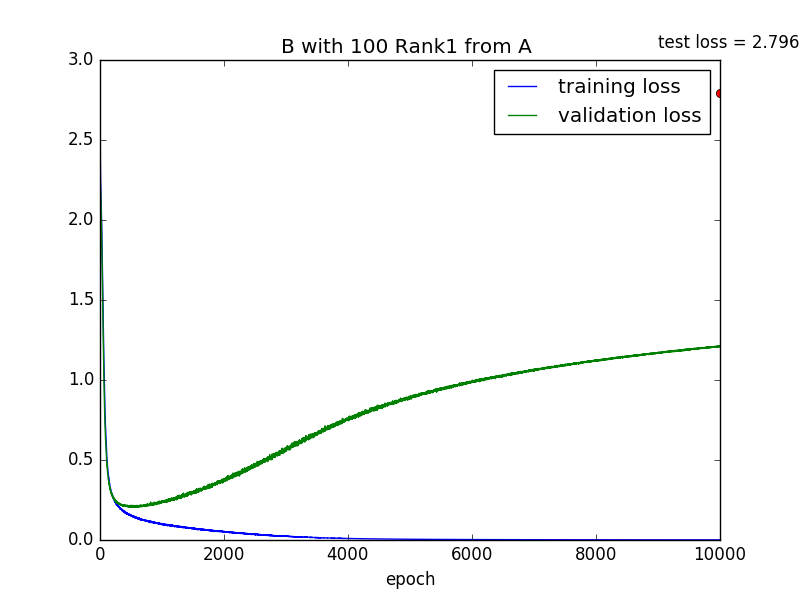 test loss = 2.796
B with 100 Rank1 from A
training loss
validation loss
3.0
2.5
2.0
1.5
1.0
0.5
0.0
0 2000 4000 6000 8000 10000
epoch